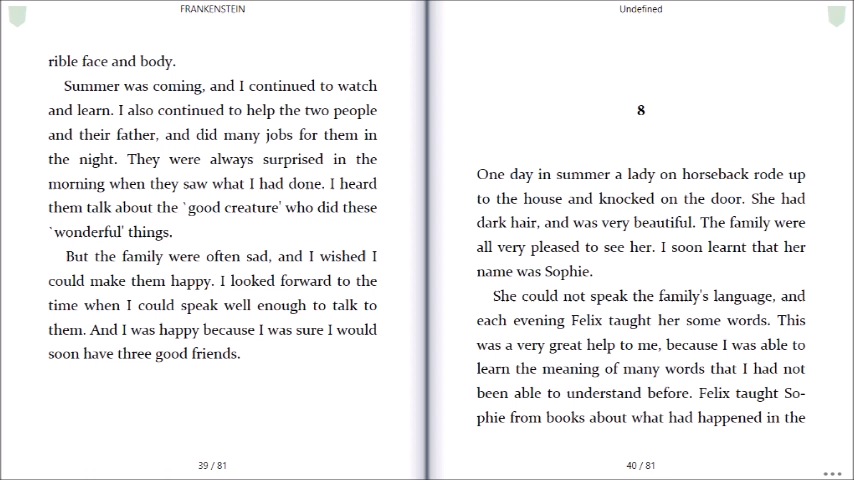 FRANKENSTEIN
rible face and body.
Summer was coming, and I continued to watch
and learn. I also continued to help the two people
and their father, and did many jobs for them in
the night. They were always surprised in the
morning when they saw what I had done. I heard
them talk about the `good creature' who did these
`wonderful' things.
But the family were often sad, and I wished I
could make them happy. I looked forward to the
time when I could speak well enough to talk to
them. And I was happy because I was sure I would
soon have three good friends.
39 / 81
Undefined
8
One day in summer a lady on horseback rode up
to the house and knocked on the door. She had
dark hair, and was very beautiful. The family were
all very pleased to see her. I soon learnt that her
name was Sophie.
She could not speak the family's language, and
each evening Felix taught her some words. This
was a very great help to me, because I was able to
learn the meaning of many words that I had not
been able to understand before. Felix taught So-
phie from books about what had happened in the
40 / 81